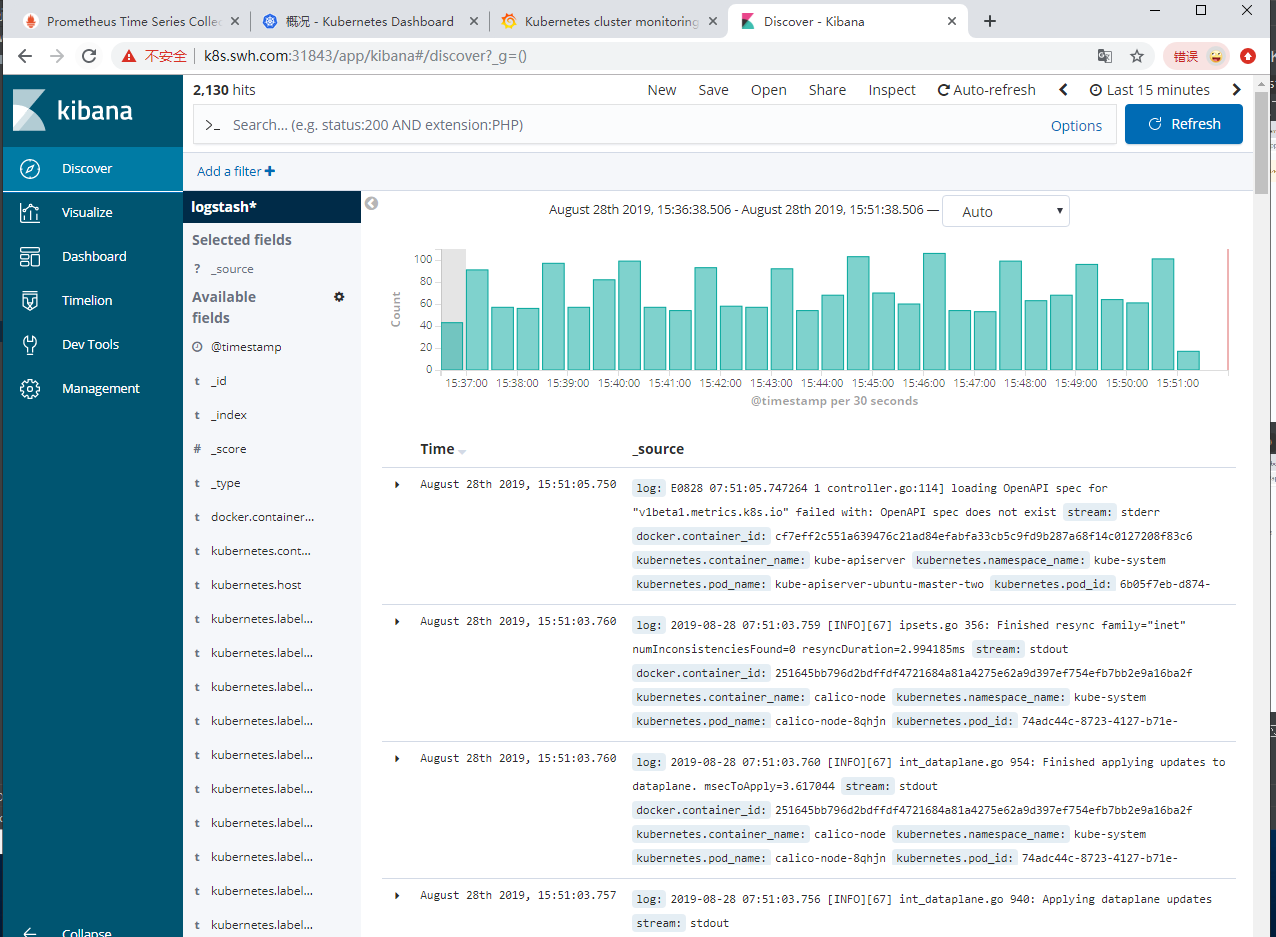 Prometheus Time Series Collec
概况 - Kubernetes Dashboard
Kubernetes cluster monitoring
Discover - Kibana
不安全
k8s.swh.com:31843/app/kibana#/discover?_g=()
错误
kibana
Discover
Visualize
Dashboard
Timelion
Dev Tools
Management
Collapse
2,130 hits
New Save Open Share Inspect Auto-refresh Last 15 minutes
>_ Search... (e.g. status:200 AND extension:PHP) Options Refresh
Add a filter +
logstash*
Selected fields
? _source
Available
fields
@timestamp
t _id
t _index
# _score
t _type
t docker.container...
t kubernetes.cont...
t kubernetes.host
t kubernetes.label...
t kubernetes.label...
t kubernetes.label...
t kubernetes.label...
t kubernetes.label...
t kubernetes.label...
t kubernetes.label...
t kubernetes.label...
t kubernetes.label...
t kubernetes.label...
August 28th 2019, 15:36:38.506 - August 28th 2019, 15:51:38.506 — Auto
Count
100
80
60
40
20
0
15:37:00 15:38:00 15:39:00 15:40:00 15:41:00 15:42:00 15:43:00 15:44:00 15:45:00 15:46:00 15:47:00 15:48:00 15:49:00 15:50:00 15:51:00
@timestamp per 30 seconds
Time _source
August 28th 2019, 15:51:05.750 log: E0828 07:51:05.747264 1 controller.go:114] loading OpenAPI spec for
"v1beta1.metrics.k8s.io" failed with: OpenAPI spec does not exist stream: stderr
docker.container_id: cf7eff2c551a639476c21ad84efabfa33cb5c9fd9b287a68f14c0127208f83c6
kubernetes.container_name: kube-apiserver kubernetes.namespace_name: kube-system
kubernetes.pod_name: kube-apiserver-ubuntu-master-two kubernetes.pod_id: 6b05f7eb-d874-
August 28th 2019, 15:51:03.760 log: 2019-08-28 07:51:03.759 [INFO][67] ipsets.go 356: Finished resync family="inet"
numInconsistenciesFound=0 resyncDuration=2.994185ms stream: stdout
docker.container_id: 251645bb796d2bdffdf4721684a81a4275e62a9d397ef754efb7bb2e9a16ba2f
kubernetes.container_name: calico-node kubernetes.namespace_name: kube-system
kubernetes.pod_name: calico-node-8qhjn kubernetes.pod_id: 74adc44c-8723-4127-b71e-
August 28th 2019, 15:51:03.760 log: 2019-08-28 07:51:03.760 [INFO][67] int_dataplane.go 954: Finished applying updates to
dataplane. msecToApply=3.617044 stream: stdout
docker.container_id: 251645bb796d2bdffdf4721684a81a4275e62a9d397ef754efb7bb2e9a16ba2f
kubernetes.container_name: calico-node kubernetes.namespace_name: kube-system
kubernetes.pod_name: calico-node-8qhjn kubernetes.pod_id: 74adc44c-8723-4127-b71e-
August 28th 2019, 15:51:03.757 log: 2019-08-28 07:51:03.756 [INFO][67] int_dataplane.go 940: Applying dataplane updates
stream: stdout